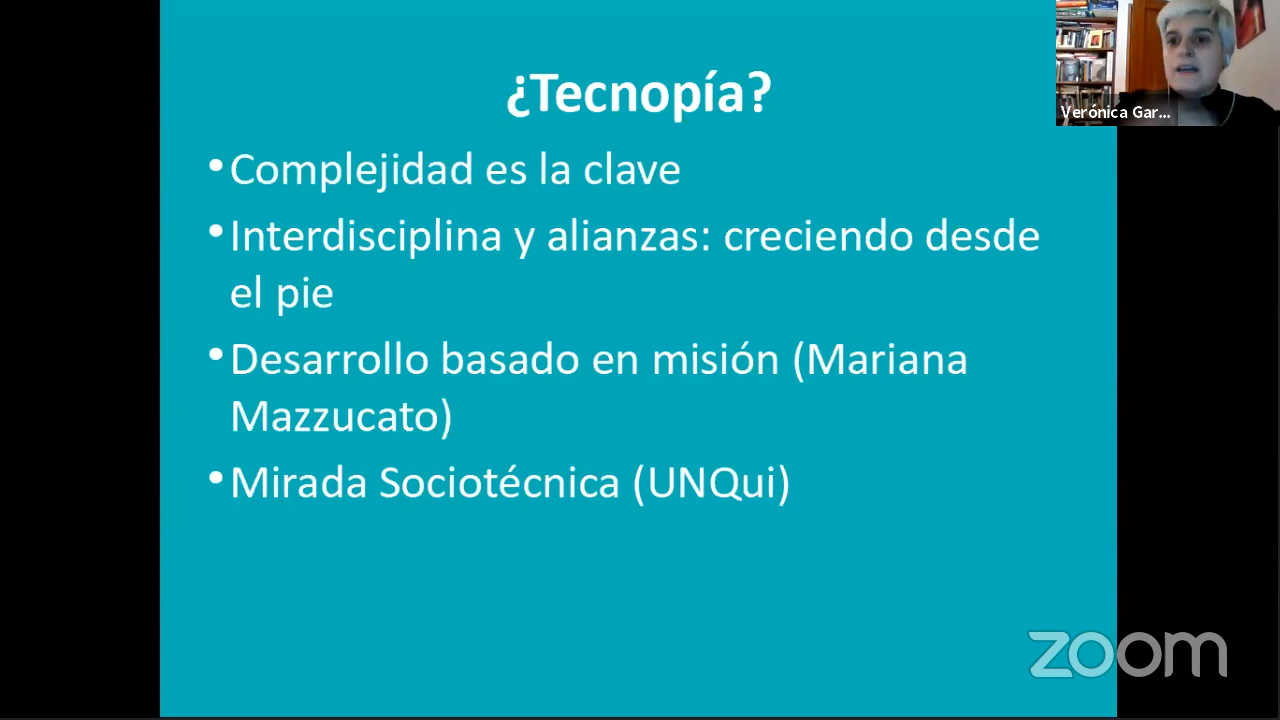 ¿Tecnopía?
Verónica Gar...
•Complejidad es la clave
•Interdisciplina y alianzas: creciendo desde
el pie
•Desarrollo basado en misión (Mariana
Mazzucato)
•Mirada Sociotécnica (UNQui)
zoom